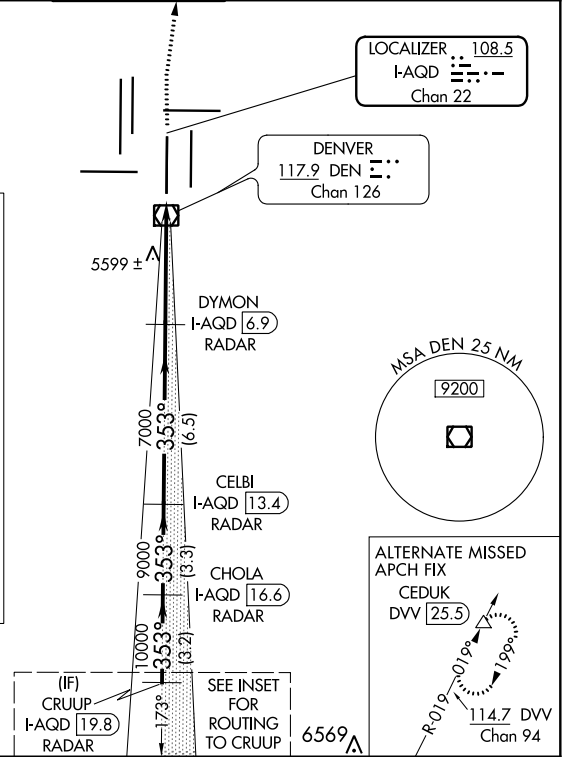 LOCALIZER 108.5
I-AQD
Chan 22
DENVER
117.9 DEN
Chan 126
5599 ±
DYMON
I-AQD 6.9
RADAR
MSA DEN 25 NM
9200
7000
353°
(6.5)
CELBI
I-AQD 13.4
RADAR
9000
353°
(3.3)
CHOLA
I-AQD 16.6
RADAR
10000
353°
(3.2)
(IF)
CRUUP
I-AQD 19.8
RADAR
173°
SEE INSET
FOR
ROUTING
TO CRUUP
6569
ALTERNATE MISSED
APCH FIX
CEDUK
DVV 25.5
019°
199°
R-019
114.7 DVV
Chan 94